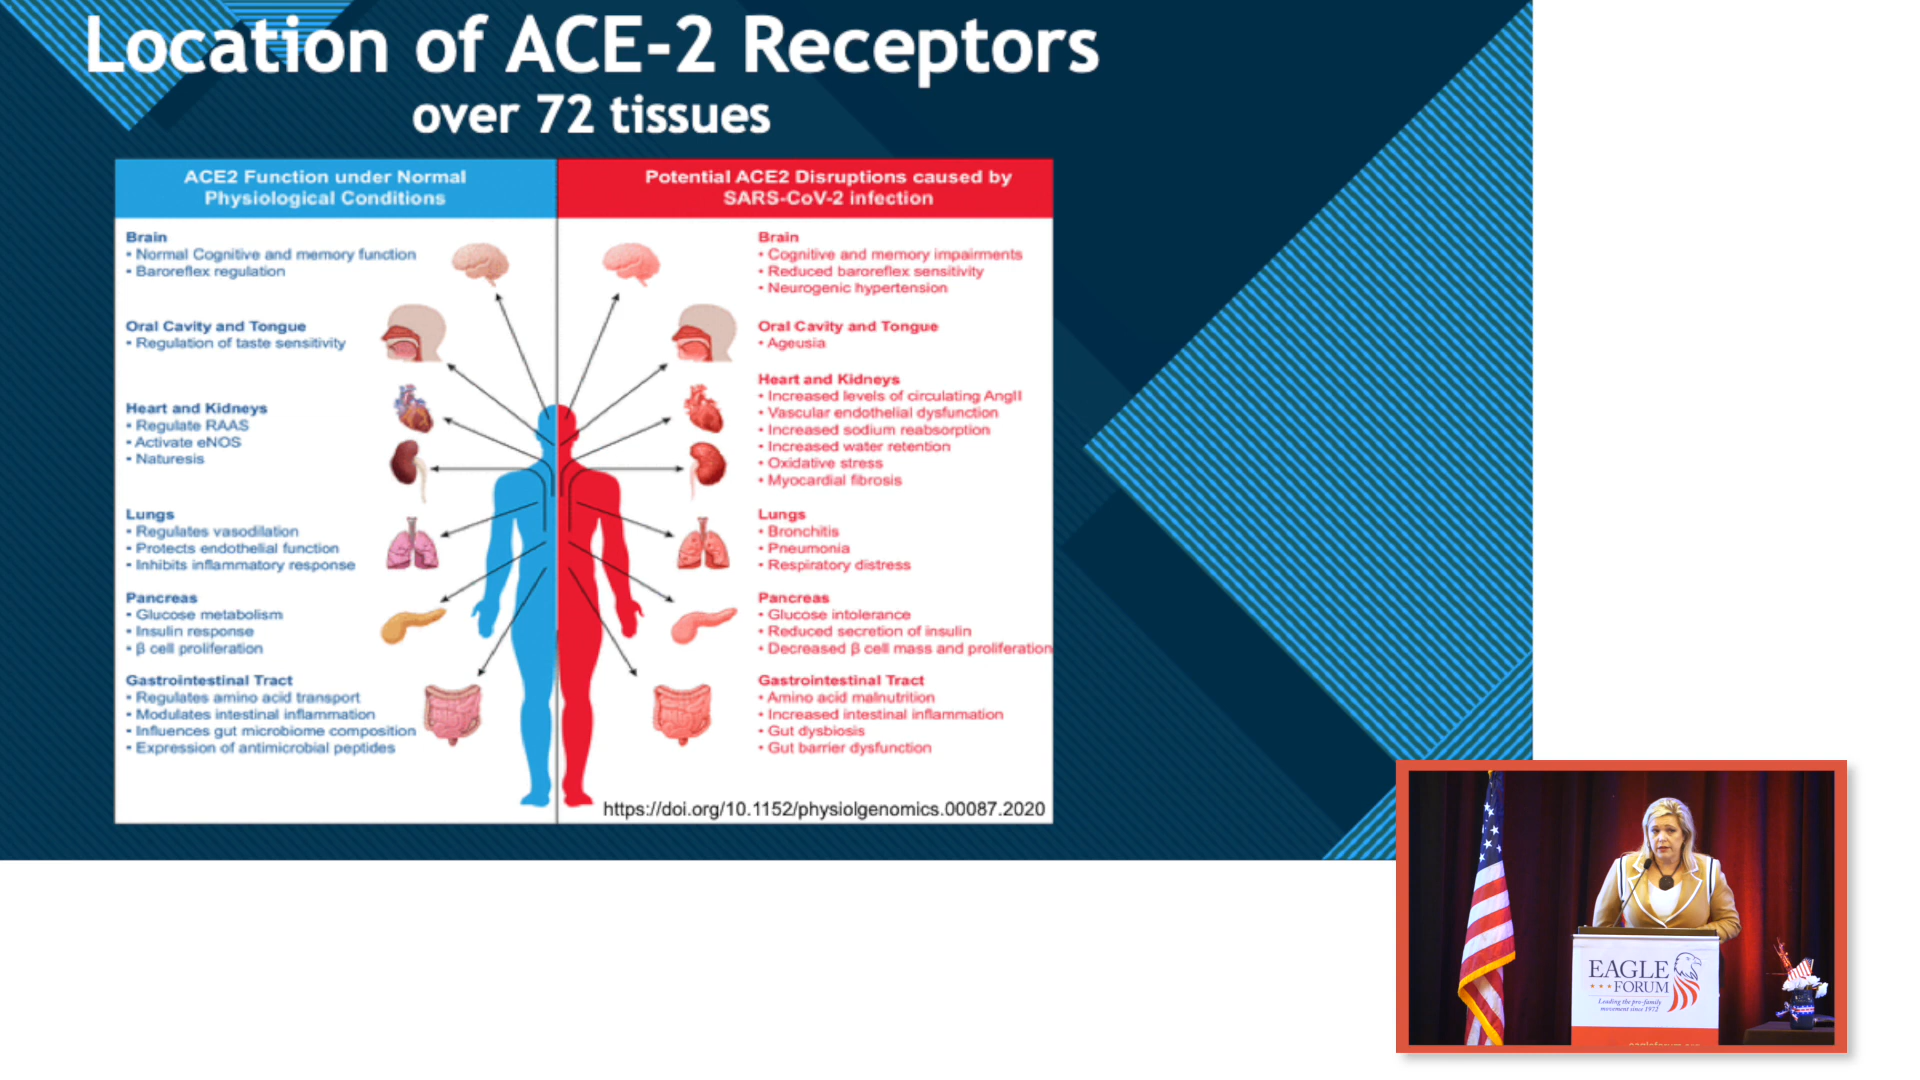 Location of ACE-2 Receptors
over 72 tissues
ACE2 Function under Normal
Physiological Conditions
Brain
• Normal Cognitive and memory function
• Baroreflex regulation
Oral Cavity and Tongue
• Regulation of taste sensitivity
Heart and Kidneys
• Regulate RAAS
• Activate eNOS
• Naturesis
Lungs
• Regulates vasodilation
• Protects endothelial function
• Inhibits inflammatory response
Pancreas
• Glucose metabolism
• Insulin response
• β cell proliferation
Gastrointestinal Tract
• Regulates amino acid transport
• Modulates intestinal inflammation
• Influences gut microbiome composition
• Expression of antimicrobial peptides
Potential ACE2 Disruptions caused by
SARS-CoV-2 infection
Brain
• Cognitive and memory impairments
• Reduced baroreflex sensitivity
• Neurogenic hypertension
Oral Cavity and Tongue
• Ageusia
Heart and Kidneys
• Increased levels of circulating AngII
• Vascular endothelial dysfunction
• Increased sodium reabsorption
• Increased water retention
• Oxidative stress
• Myocardial fibrosis
Lungs
• Bronchitis
• Pneumonia
• Respiratory distress
Pancreas
• Glucose intolerance
• Reduced secretion of insulin
• Decreased β cell mass and proliferation
Gastrointestinal Tract
• Amino acid malnutrition
• Increased intestinal inflammation
• Gut dysbiosis
• Gut barrier dysfunction
https://doi.org/10.1152/physiolgenomics.00087.2020
EAGLE
FORUM
Leading the pro-family
movement since 1972